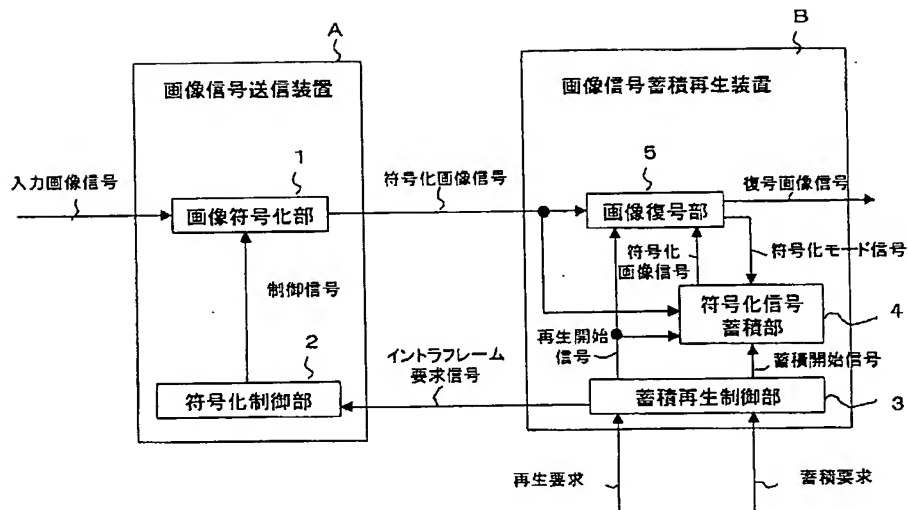 A
B
画像信号送信装置
画像信号蓄積再生装置
1
5
入力画像信号
符号化画像信号
復号画像信号
画像符号化部
画像復号部
符号化
画像信号
符号化モード信号
制御信号
符号化信号
蓄積部
4
再生開始
信号
蓄積開始信号
2
イントラフレーム
要求信号
符号化制御部
蓄積再生制御部
3
再生要求
蓄積要求